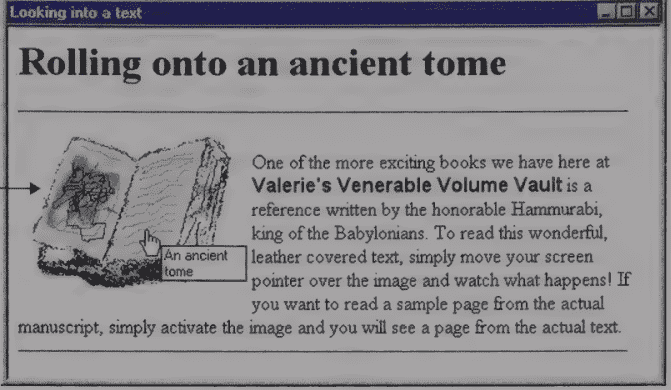 Looking into a text
Rolling onto an ancient tome
One of the more exciting books we have here at
Valerie's Venerable Volume Vault is a
reference written by the honorable Hammurabi,
king of the Babylonians. To read this wonderful,
leather covered text, simply move your screen
pointer over the image and watch what happens! If
you want to read a sample page from the actual
manuscript, simply activate the image and you will see a page from the actual text.
An ancient
tome